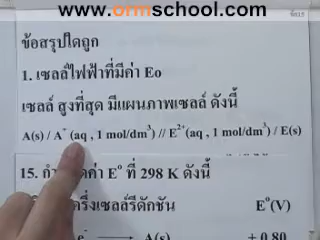 www.ormschool.com
ข้อ15
ข้อสรุปใดถูก
1. เซลล์ไฟฟ้าที่มีค่า Eo
เซลล์ สูงที่สุด มีแผนภาพเซลล์ ดังนี้
A(s) / A⁺ (aq , 1 mol/dm³) // E²⁺(aq , 1 mol/dm³) / E(s)
15. ค่า E° ที่ 298 K ดังนี้
ครึ่งเซลล์รีดักชัน E°(V)
A(s) + 0.80